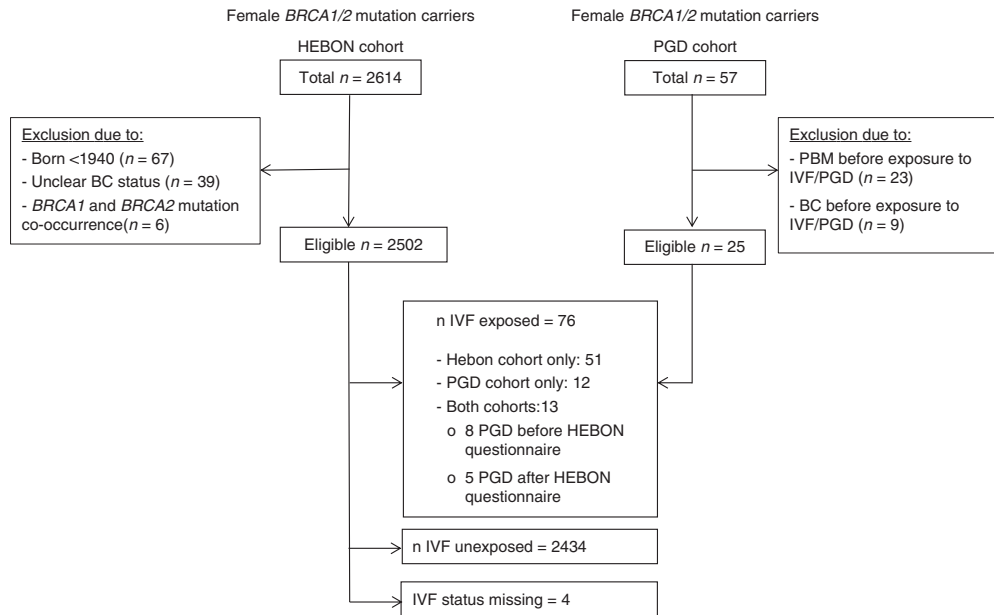 Female BRCA1/2 mutation carriers
HEBON cohort
Total n = 2614
Exclusion due to:
- Born <1940 (n = 67)
- Unclear BC status (n = 39)
- BRCA1 and BRCA2 mutation
co-occurrence(n = 6)
Eligible n = 2502
Female BRCA1/2 mutation carriers
PGD cohort
Total n = 57
Exclusion due to:
- PBM before exposure to
IVF/PGD (n = 23)
- BC before exposure to
IVF/PGD (n = 9)
Eligible n = 25
n IVF exposed = 76
- Hebon cohort only: 51
- PGD cohort only: 12
- Both cohorts:13
o 8 PGD before HEBON
questionnaire
o 5 PGD after HEBON
questionnaire
n IVF unexposed = 2434
IVF status missing = 4